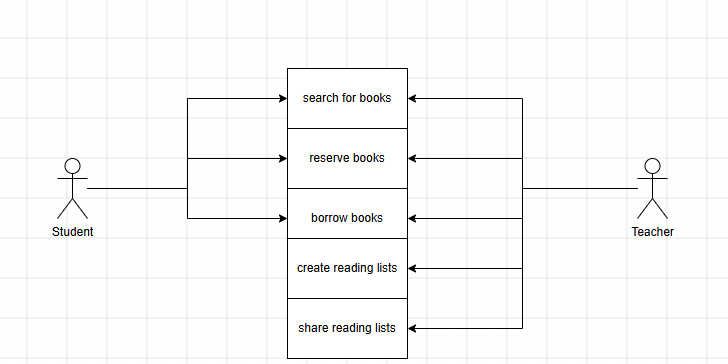 search for books
reserve books
borrow books
create reading lists
share reading lists
Student
Teacher